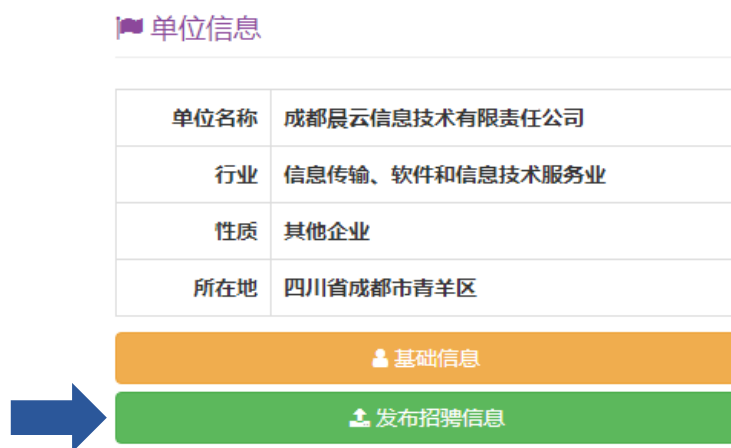 单位信息
单位名称 成都晨云信息技术有限责任公司
行业 信息传输、软件和信息技术服务业
性质 其他企业
所在地 四川省成都市青羊区
基础信息
发布招骋信息